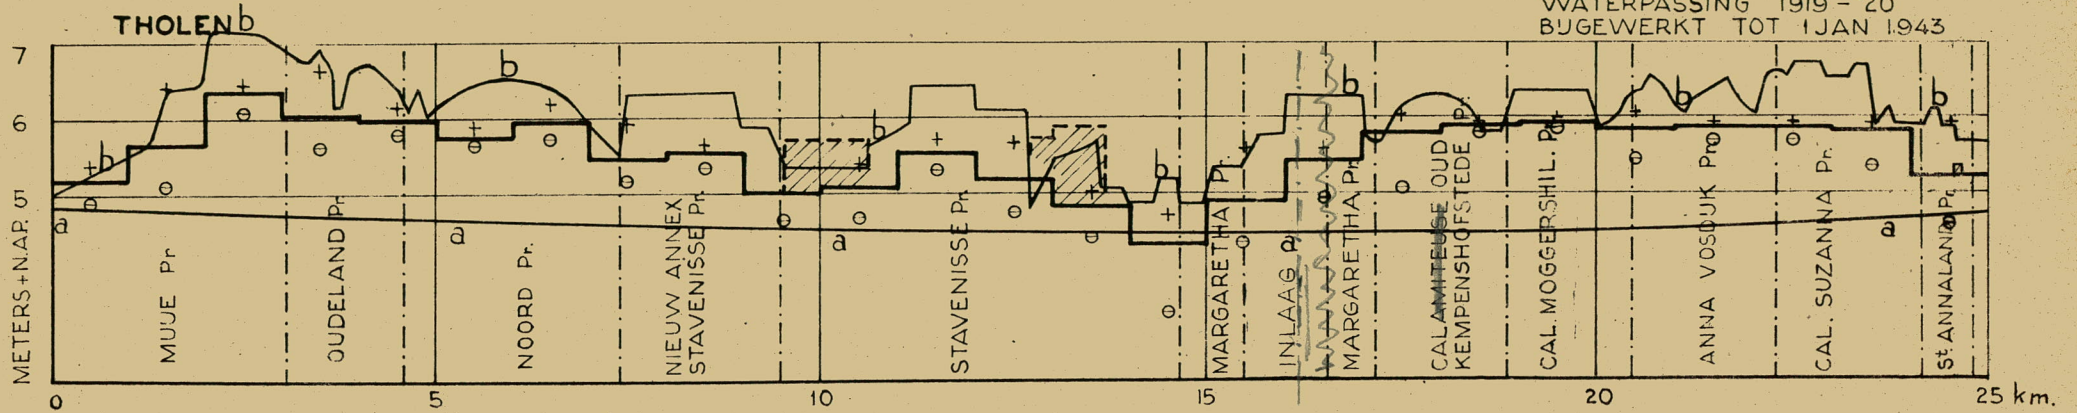 WATERPASSING 1919 - 20
THOLEN b
BIJGEWERKT TOT 1 JAN 1943
7
6
5
METERS + N.A.P.
b
b
b
b
b
b
b
a
a
a
a
a
MUIJE Pr
OUDELAND Pr.
NOORD Pr.
NIEUW ANNEX
STAVENISSE Pr.
STAVENISSE Pr.
MARGARETHA Pr.
INLAAG
MARGARETHA Pr.
CALAMITEUSE OUD
KEMPENSHOFSTEDE Pr.
CAL. MOGGERSHIL. Pr.
ANNA VOSDIJK Pr.
CAL. SUZANNA Pr.
St ANNALAND Pr.
0 5 10 15 20 25 km.